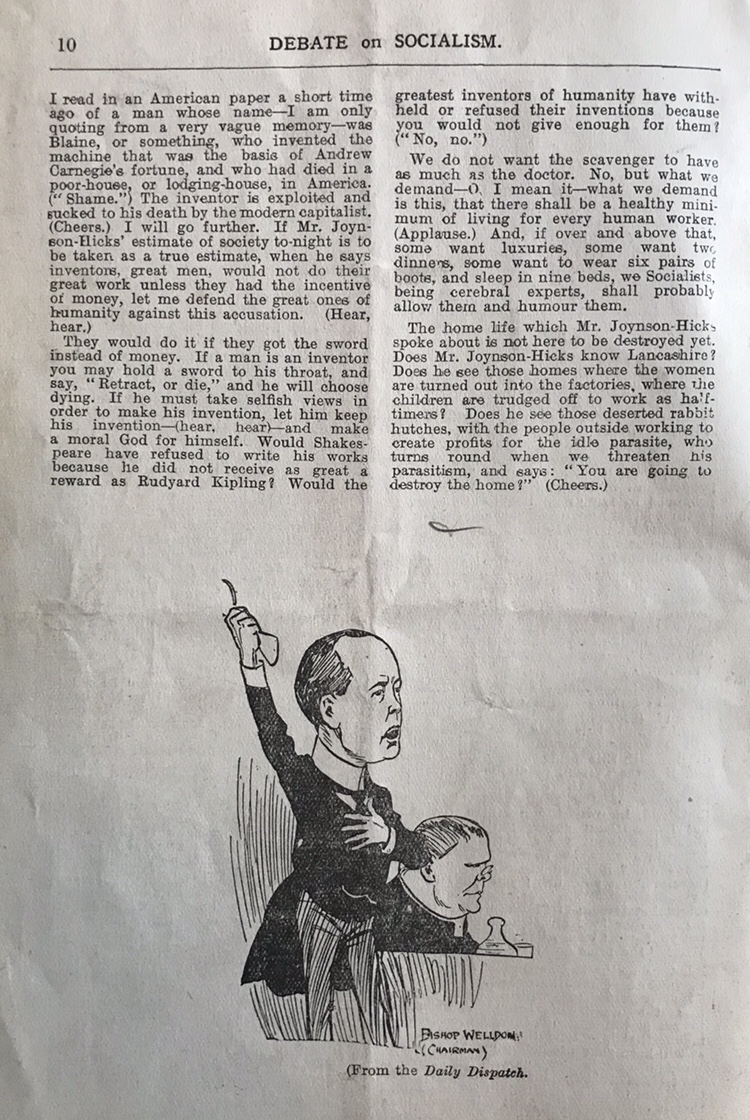 10
DEBATE on SOCIALISM.
I read in an American paper a short time
ago of a man whose name—I am only
quoting from a very vague memory—was
Blaine, or something, who invented the
machine that was the basis of Andrew
Carnegie's fortune, and who had died in a
poor-house, or lodging-house, in America.
("Shame.") The inventor is exploited and
sucked to his death by the modern capitalist.
(Cheers.) I will go further. If Mr. Joyn-
son-Hicks' estimate of society to-night is to
be taken as a true estimate, when he says
inventors, great men, would not do their
great work unless they had the incentive
of money, let me defend the great ones of
humanity against this accusation. (Hear,
hear.)
They would do it if they got the sword
instead of money. If a man is an inventor
you may hold a sword to his throat, and
say, "Retract, or die," and he will choose
dying. If he must take selfish views in
order to make his invention, let him keep
his invention—(hear, hear)—and make
a moral God for himself. Would Shakes-
peare have refused to write his works
because he did not receive as great a
reward as Rudyard Kipling? Would the
greatest inventors of humanity have with-
held or refused their inventions because
you would not give enough for them?
("No, no.")
We do not want the scavenger to have
as much as the doctor. No, but what we
demand—O, I mean it—what we demand
is this, that there shall be a healthy mini-
mum of living for every human worker.
(Applause.) And, if over and above that,
some want luxuries, some want two
dinners, some want to wear six pairs of
boots, and sleep in nine beds, we Socialists,
being cerebral experts, shall probably
allow them and humour them.
The home life which Mr. Joynson-Hicks
spoke about is not here to be destroyed yet.
Does Mr. Joynson-Hicks know Lancashire?
Does he see those homes where the women
are turned out into the factories, where the
children are trudged off to work as half-
timers? Does he see those deserted rabbit
hutches, with the people outside working to
create profits for the idle parasite, who
turns round when we threaten his
parasitism, and says: "You are going to
destroy the home?" (Cheers.)
BISHOP WELLDON.
(CHAIRMAN)
(From the Daily Dispatch.